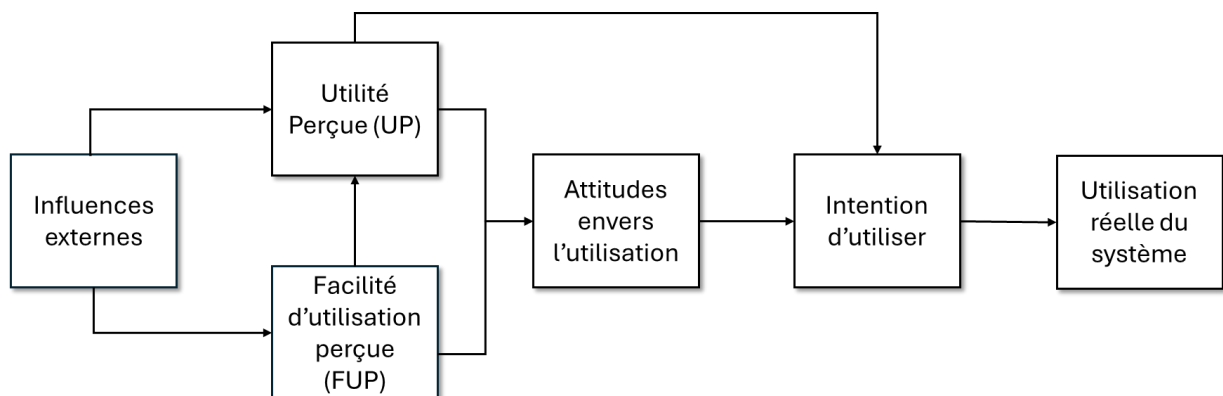 Utilité
Perçue (UP)
Influences
externes
Facilité
d’utilisation
perçue
(FUP)
Attitudes
envers
l’utilisation
Intention
d’utiliser
Utilisation
réelle du
système